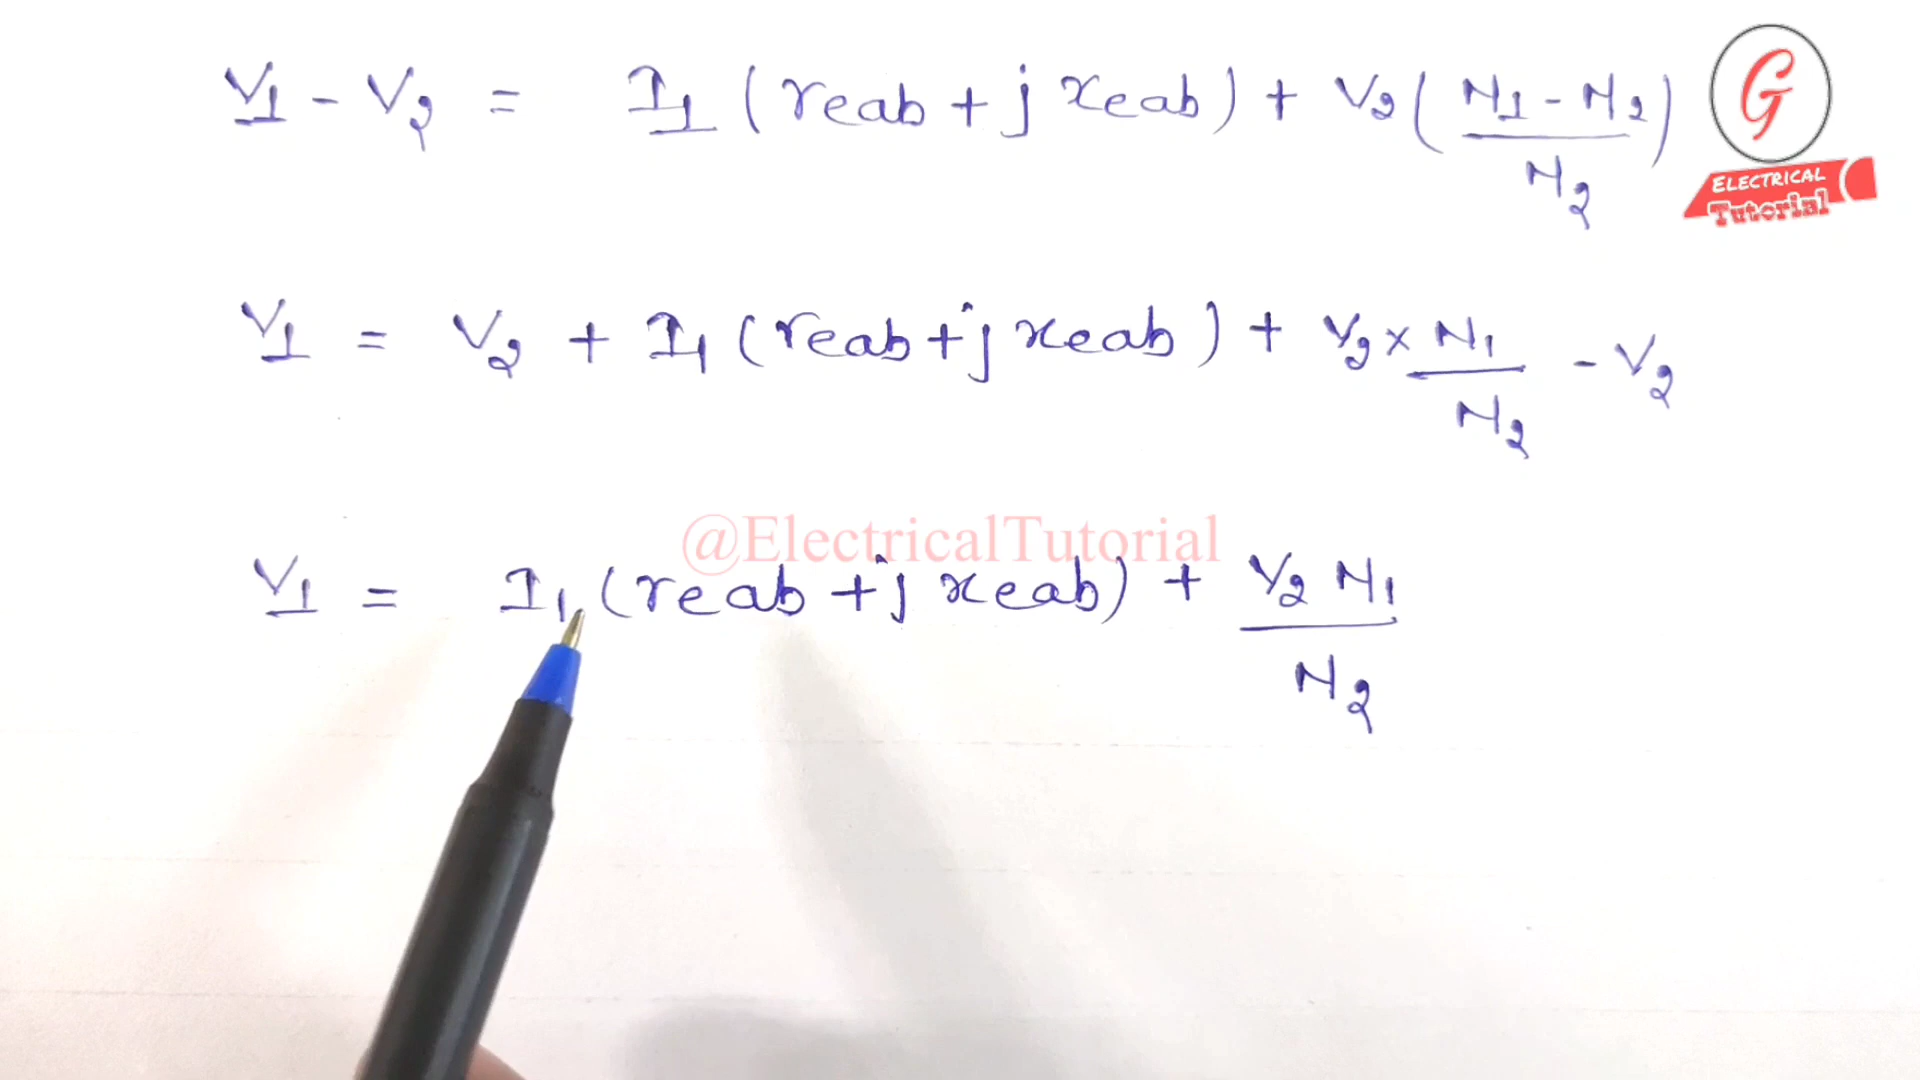 V1 - V2 = I1 (reab + j xeab) + V2 ( N1 - N2 / N2 )
G
ELECTRICAL
Tutorial
V1 = V2 + I1 (reab + j xeab) + V2 × N1 / N2 - V2
@ElectricalTutorial
V1 = I1 (reab + j xeab) + V2 N1 / N2